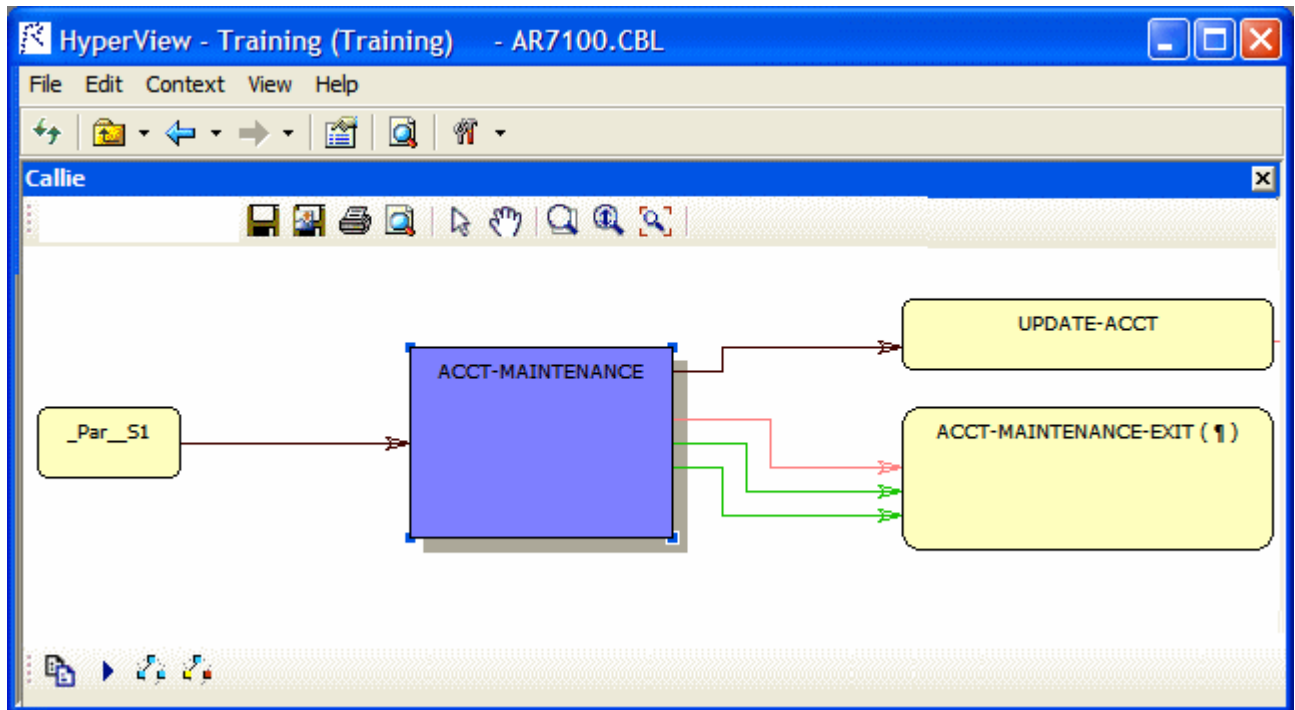 HyperView - Training (Training) - AR7100.CBL
File Edit Context View Help
Callie
UPDATE-ACCT
ACCT-MAINTENANCE
_Par__S1
ACCT-MAINTENANCE-EXIT ( ¶ )